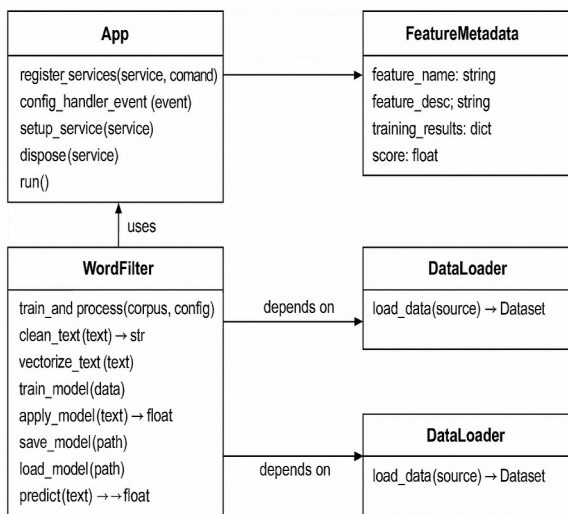 App
register_services(service, comand)
config_handler_event (event)
setup_service(service)
dispose(service)
run()
FeatureMetadata
feature_name: string
feature_desc; string
training_results: dict
score: float
uses
WordFilter
train_and process(corpus, config)
clean_text(text) → str
vectorize_text (text)
train_model(data)
apply_model(text) → float
save_model(path)
load_model(path)
predict(text) →→float
depends on
DataLoader
load_data(source) → Dataset
depends on
DataLoader
load_data(source) → Dataset